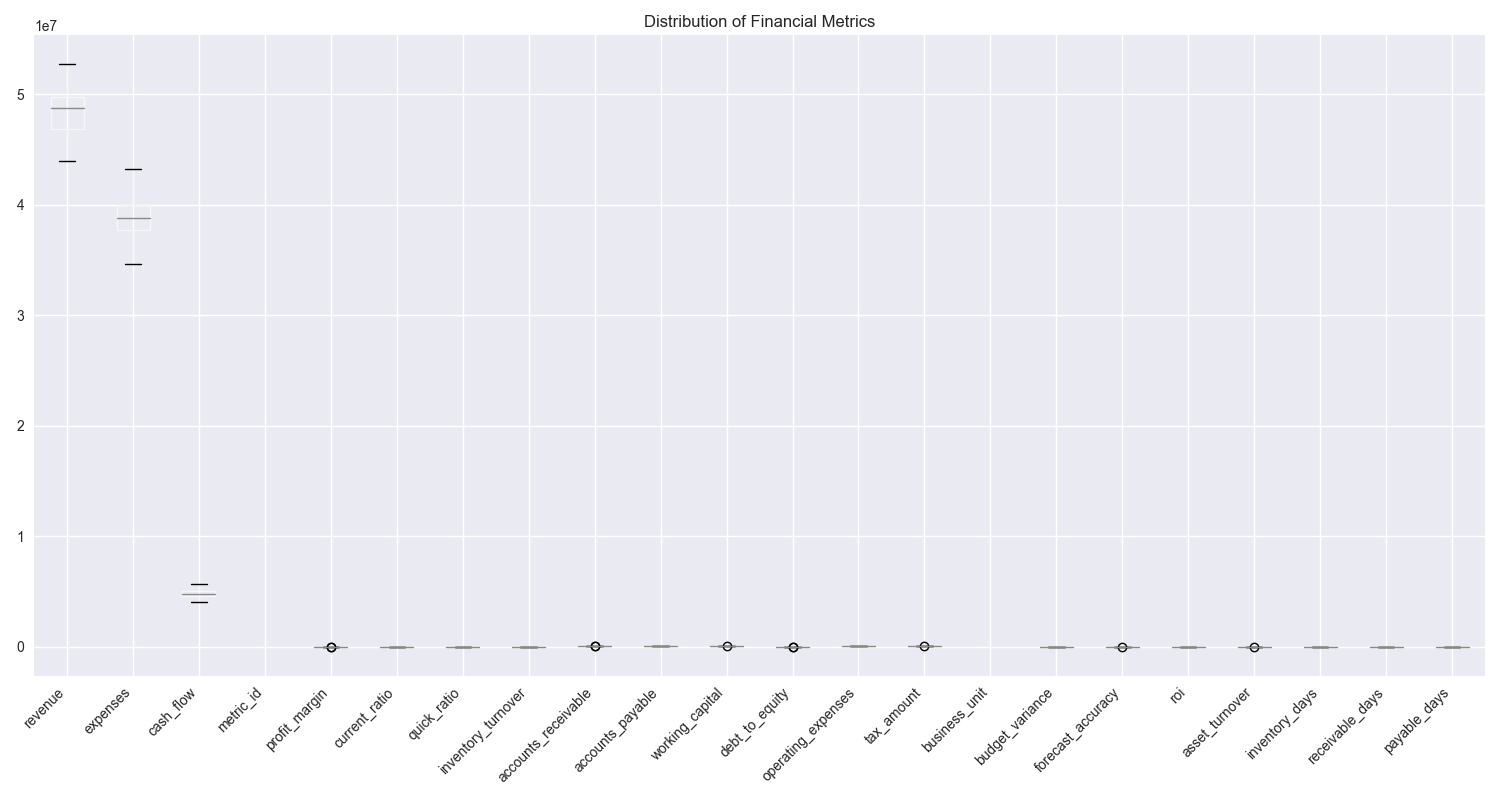 Distribution of Financial Metrics
1e7
5
4
3
2
1
0
revenue
expenses
cash_flow
metric_id
profit_margin
current_ratio
quick_ratio
inventory_turnover
accounts_receivable
accounts_payable
working_capital
debt_to_equity
operating_expenses
tax_amount
business_unit
budget_variance
forecast_accuracy
roi
asset_turnover
inventory_days
receivable_days
payable_days